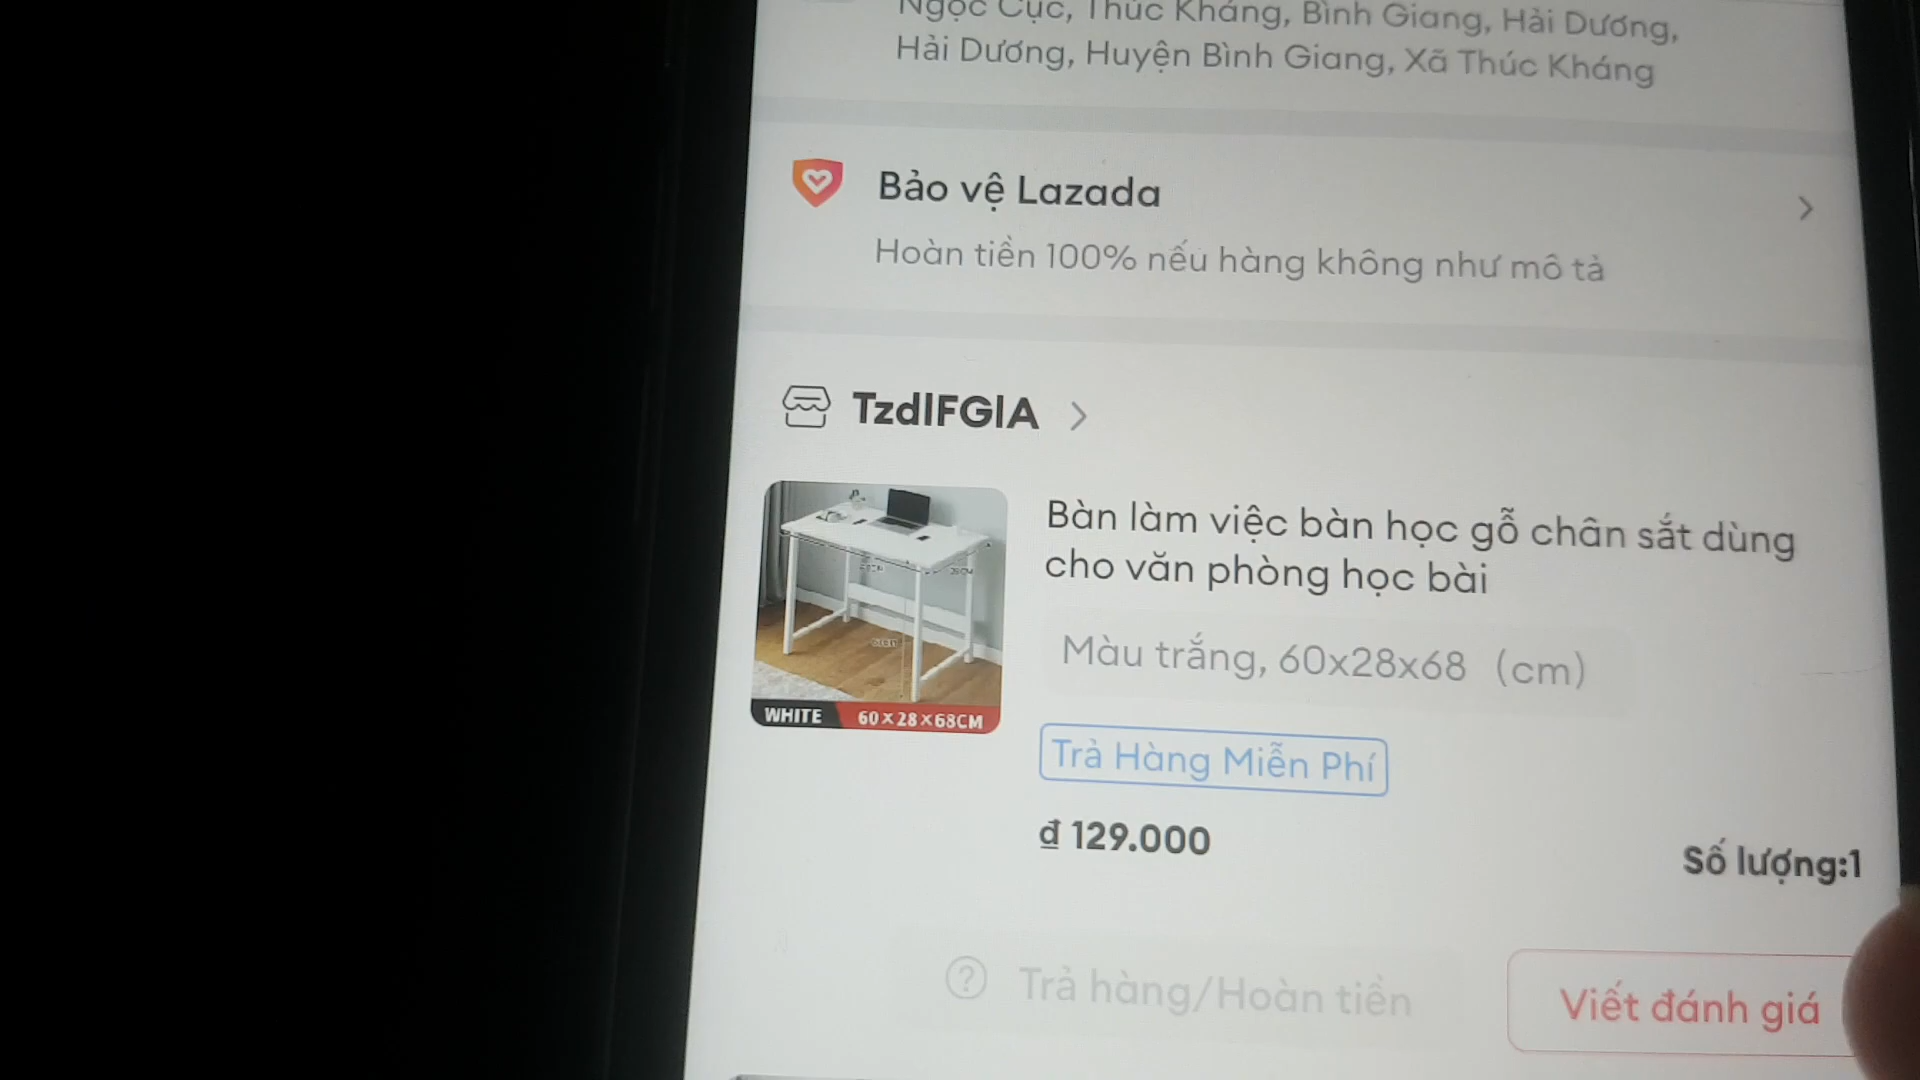 Ngọc Cục, Thúc Kháng, Bình Giang, Hải Dương,
Hải Dương, Huyện Bình Giang, Xã Thúc Kháng
Bảo vệ Lazada
Hoàn tiền 100% nếu hàng không như mô tả
TzdlFGlA
Bàn làm việc bàn học gỗ chân sắt dùng
cho văn phòng học bài
Màu trắng, 60x28x68 (cm)
WHITE 60×28×68CM
Trả Hàng Miễn Phí
₫ 129.000
Số lượng:1
Trả hàng/Hoàn tiền
Viết đánh giá